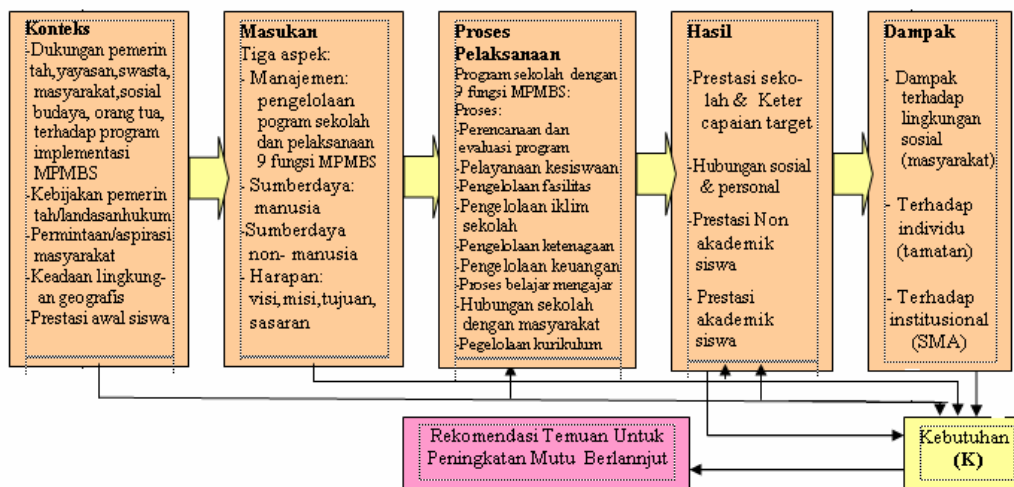 Konteks
-Dukungan pemerin
tah,yayasan,swasta,
masyarakat,sosial
budaya, orang tua,
terhadap program
implementasi
MPMBS
-Kebijakan pemerin
tah/landasanhukum
-Permintaan/aspirasi
masyarakat
-Keadaan lingkung-
an geografis
-Prestasi awal siswa
Masukan
Tiga aspek:
- Manajemen:
pengelolaan
pogram sekolah
dan pelaksanaan
9 fungsi MPMBS
- Sumberdaya:
manusia
-Sumberdaya
non- manusia
- Harapan:
visi,misi,tujuan,
sasaran
Proses
Pelaksanaan
Program sekolah dengan
9 fungsi MPMBS:
Proses:
-Perencanaan dan
evaluasi program
-Pelayanan kesiswaan
-Pengelolaan fasilitas
-Pengelolaan iklim
sekolah
-Pengelolaan ketenagaan
-Pengelolaan keuangan
-Proses belajar mengajar
-Hubungan sekolah
dengan masyarakat
-Pegelolaan kurikulum
Hasil
- Prestasi seko-
lah & Keter
capaian target
-Hubungan sosial
& personal
-Prestasi Non
akademik
siswa
- Prestasi
akademik
siswa
Dampak
- Dampak
terhadap
lingkungan
sosial
(masyarakat)
- Terhadap
individu
(tamatan)
- Terhadap
institusional
(SMA)
Rekomendasi Temuan Untuk
Peningkatan Mutu Berlannjut
Kebutuhan
(K)